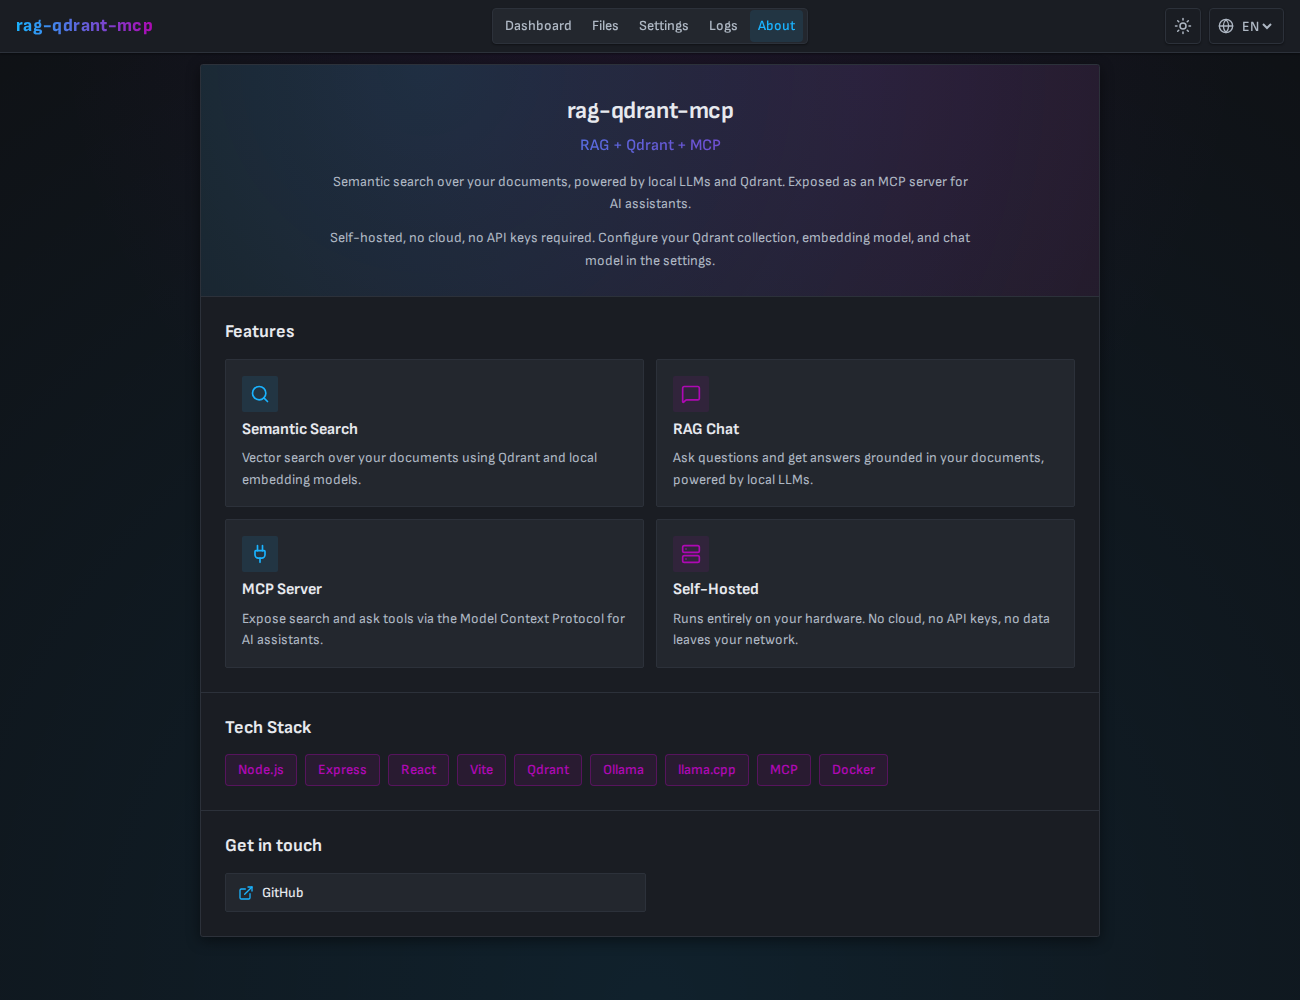 rag-qdrant-mcp
Dashboard Files Settings Logs About
EN
rag-qdrant-mcp
RAG + Qdrant + MCP
Semantic search over your documents, powered by local LLMs and Qdrant. Exposed as an MCP server for
AI assistants.
Self-hosted, no cloud, no API keys required. Configure your Qdrant collection, embedding model, and chat
model in the settings.
Features
Semantic Search
Vector search over your documents using Qdrant and local
embedding models.
RAG Chat
Ask questions and get answers grounded in your documents,
powered by local LLMs.
MCP Server
Expose search and ask tools via the Model Context Protocol for
AI assistants.
Self-Hosted
Runs entirely on your hardware. No cloud, no API keys, no data
leaves your network.
Tech Stack
Node.js Express React Vite Qdrant Ollama llama.cpp MCP Docker
Get in touch
GitHub